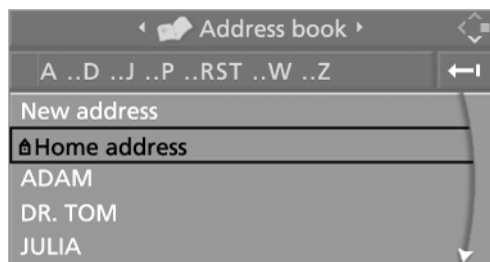 Address book
A ..D ..J ..P ..RST ..W ..Z
New address
Home address
ADAM
DR. TOM
JULIA